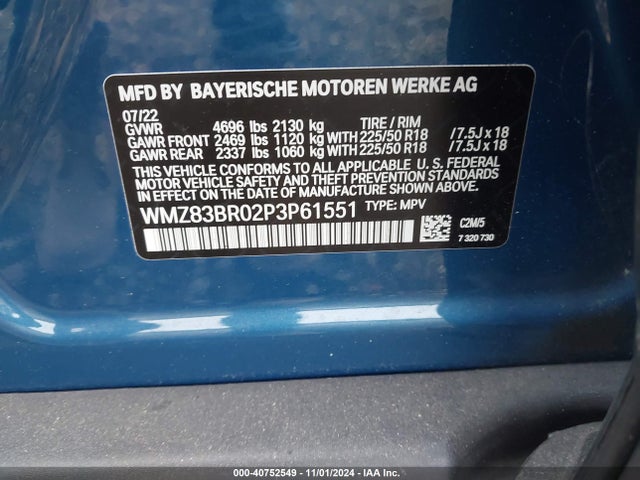 MFD BY BAYERISCHE MOTOREN WERKE AG
07/22
GVWR 4696 lbs 2130 kg TIRE / RIM
GAWR FRONT 2469 lbs 1120 kg WITH 225/50 R18 /7.5J x 18
GAWR REAR 2337 lbs 1060 kg WITH 225/50 R18 /7.5J x 18
THIS VEHICLE CONFORMS TO ALL APPLICABLE U. S. FEDERAL
MOTOR VEHICLE SAFETY AND THEFT PREVENTION STANDARDS
IN EFFECT ON THE DATE OF MANUFACTURE SHOWN ABOVE.
WMZ83BR02P3P61551 TYPE: MPV
C2M/5
7 320 730
000-40752549 - 11/01/2024 - IAA Inc.